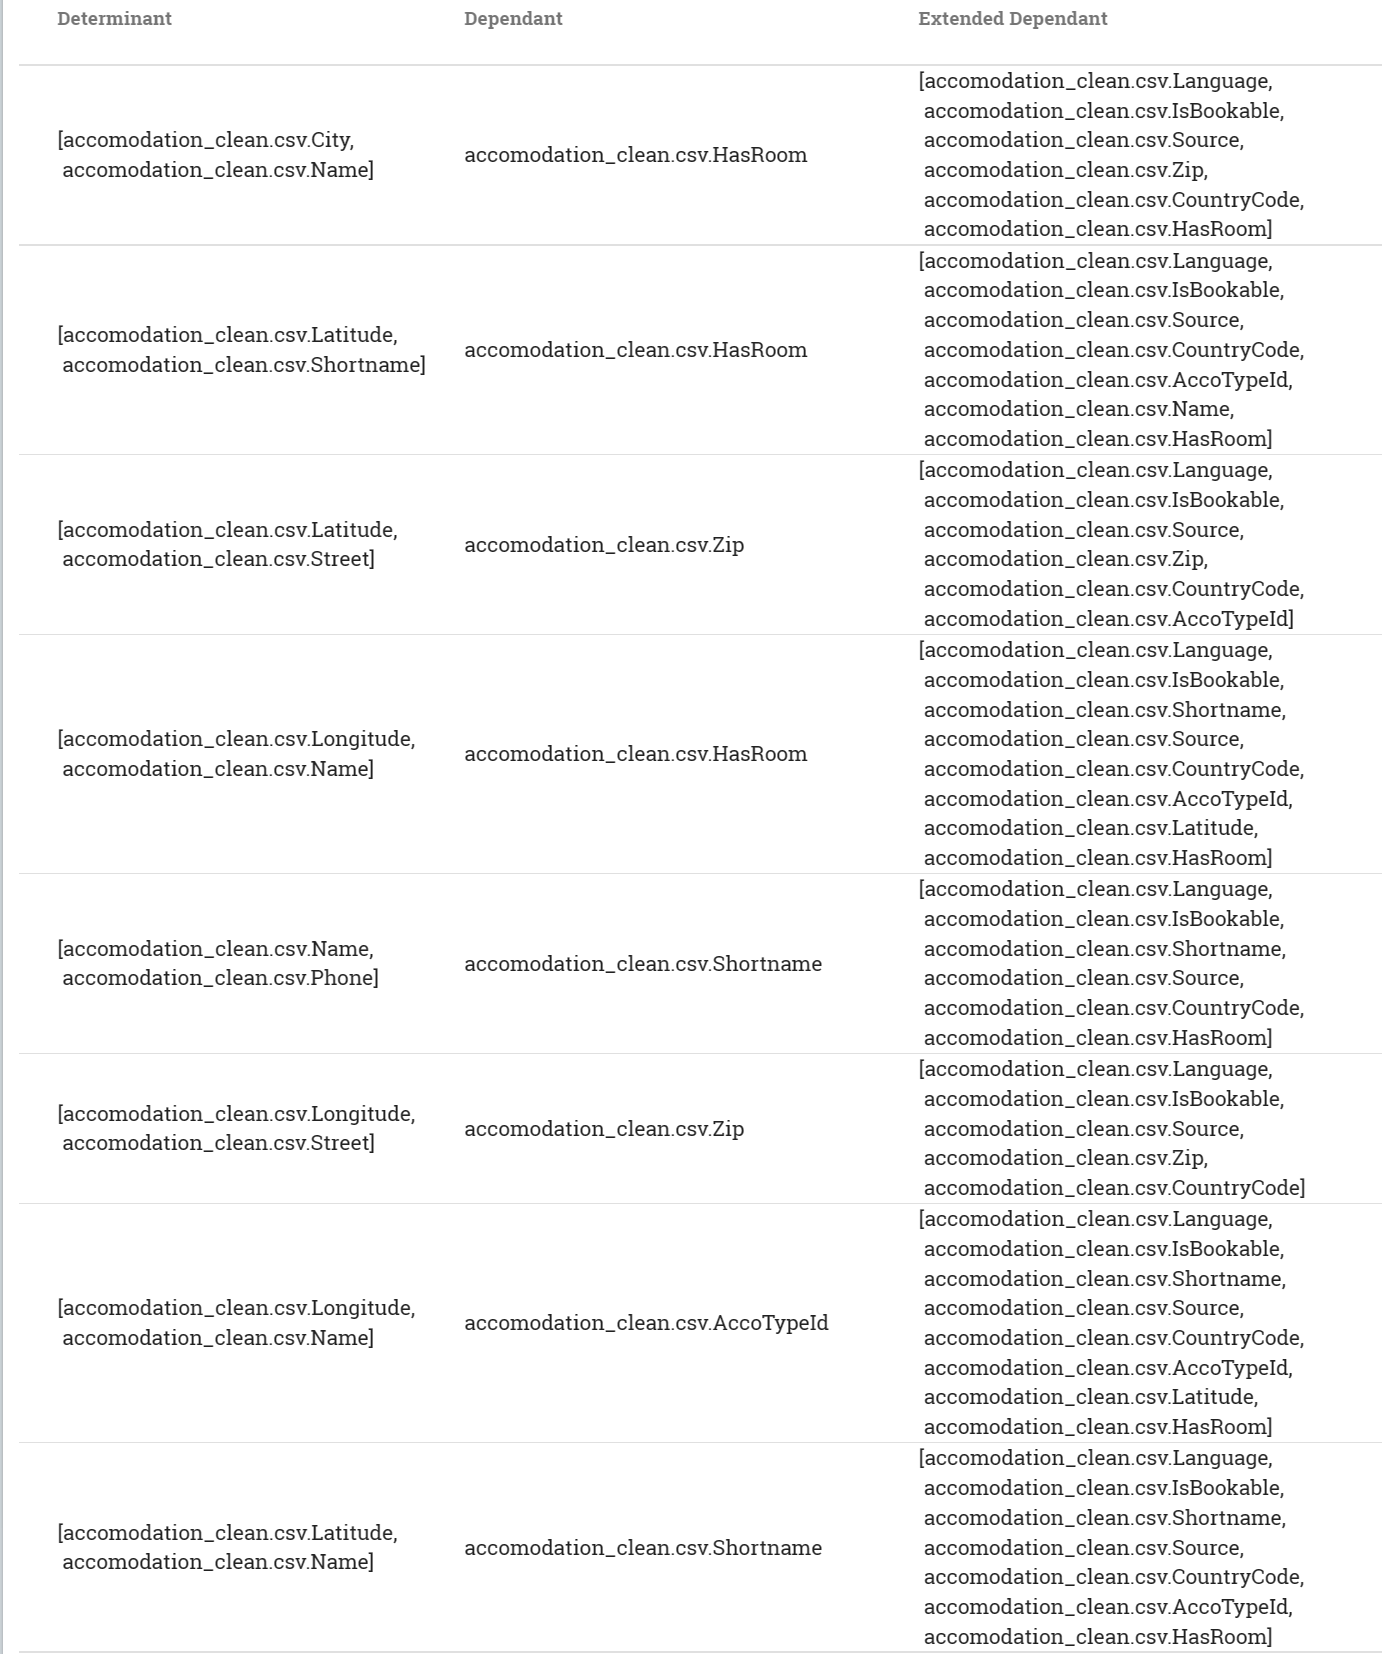 Determinant
Dependant
Extended Dependant
[accomodation_clean.csv.City,
accomodation_clean.csv.Name]
accomodation_clean.csv.HasRoom
[accomodation_clean.csv.Language,
accomodation_clean.csv.IsBookable,
accomodation_clean.csv.Source,
accomodation_clean.csv.Zip,
accomodation_clean.csv.CountryCode,
accomodation_clean.csv.HasRoom]
[accomodation_clean.csv.Latitude,
accomodation_clean.csv.Shortname]
accomodation_clean.csv.HasRoom
[accomodation_clean.csv.Language,
accomodation_clean.csv.IsBookable,
accomodation_clean.csv.Source,
accomodation_clean.csv.CountryCode,
accomodation_clean.csv.AccoTypeId,
accomodation_clean.csv.Name,
accomodation_clean.csv.HasRoom]
[accomodation_clean.csv.Latitude,
accomodation_clean.csv.Street]
accomodation_clean.csv.Zip
[accomodation_clean.csv.Language,
accomodation_clean.csv.IsBookable,
accomodation_clean.csv.Source,
accomodation_clean.csv.Zip,
accomodation_clean.csv.CountryCode,
accomodation_clean.csv.AccoTypeId]
[accomodation_clean.csv.Longitude,
accomodation_clean.csv.Name]
accomodation_clean.csv.HasRoom
[accomodation_clean.csv.Language,
accomodation_clean.csv.IsBookable,
accomodation_clean.csv.Shortname,
accomodation_clean.csv.Source,
accomodation_clean.csv.CountryCode,
accomodation_clean.csv.AccoTypeId,
accomodation_clean.csv.Latitude,
accomodation_clean.csv.HasRoom]
[accomodation_clean.csv.Name,
accomodation_clean.csv.Phone]
accomodation_clean.csv.Shortname
[accomodation_clean.csv.Language,
accomodation_clean.csv.IsBookable,
accomodation_clean.csv.Shortname,
accomodation_clean.csv.Source,
accomodation_clean.csv.CountryCode,
accomodation_clean.csv.HasRoom]
[accomodation_clean.csv.Longitude,
accomodation_clean.csv.Street]
accomodation_clean.csv.Zip
[accomodation_clean.csv.Language,
accomodation_clean.csv.IsBookable,
accomodation_clean.csv.Source,
accomodation_clean.csv.Zip,
accomodation_clean.csv.CountryCode]
[accomodation_clean.csv.Longitude,
accomodation_clean.csv.Name]
accomodation_clean.csv.AccoTypeId
[accomodation_clean.csv.Language,
accomodation_clean.csv.IsBookable,
accomodation_clean.csv.Shortname,
accomodation_clean.csv.Source,
accomodation_clean.csv.CountryCode,
accomodation_clean.csv.AccoTypeId,
accomodation_clean.csv.Latitude,
accomodation_clean.csv.HasRoom]
[accomodation_clean.csv.Latitude,
accomodation_clean.csv.Name]
accomodation_clean.csv.Shortname
[accomodation_clean.csv.Language,
accomodation_clean.csv.IsBookable,
accomodation_clean.csv.Shortname,
accomodation_clean.csv.Source,
accomodation_clean.csv.CountryCode,
accomodation_clean.csv.AccoTypeId,
accomodation_clean.csv.HasRoom]